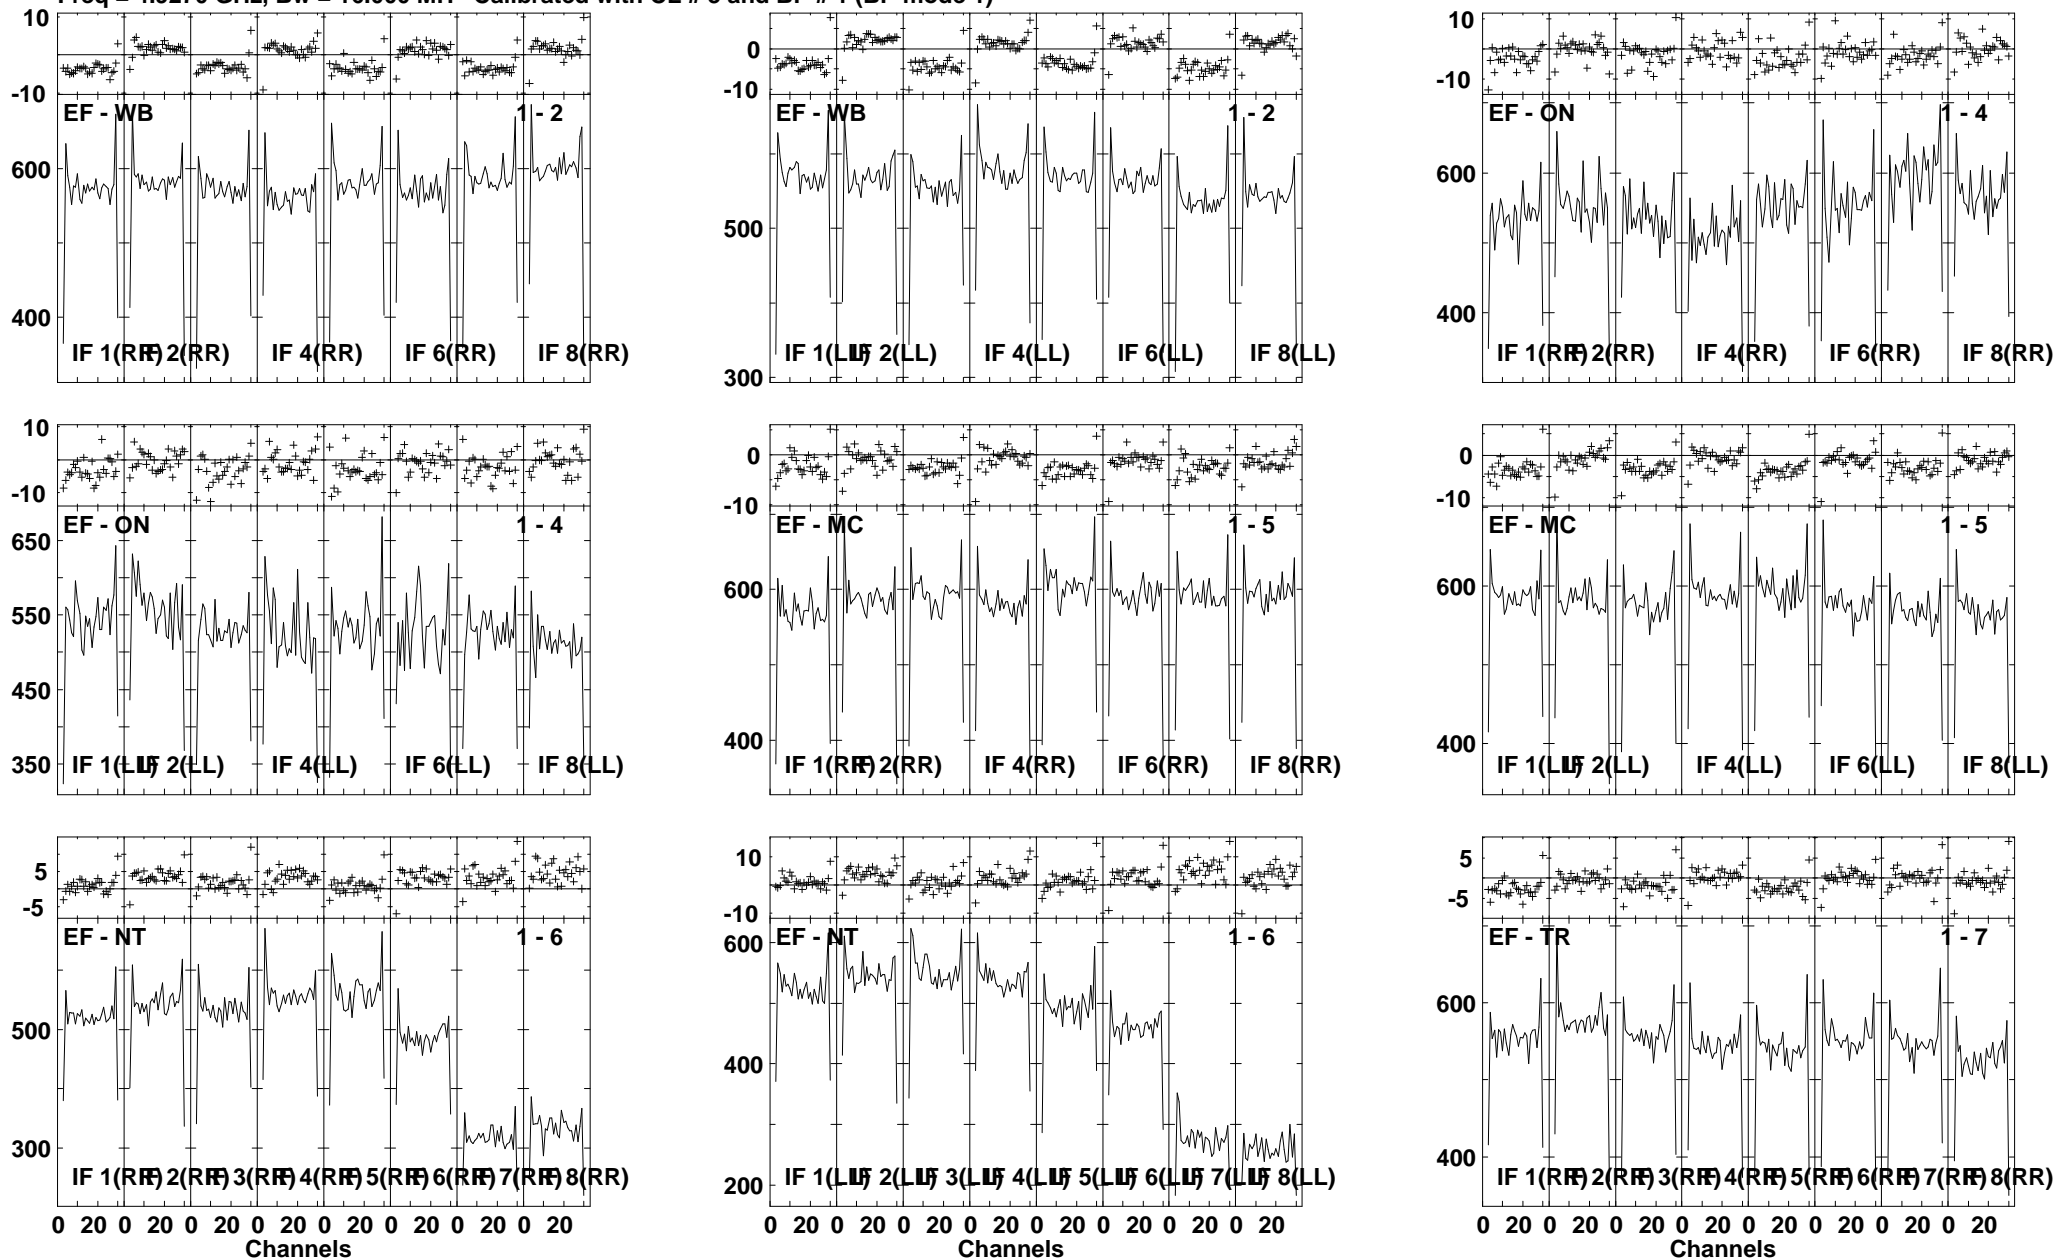 10
-10
EF - WB 1 - 2
600
400
IF 1(RR) IF 2(RR) IF 4(RR) IF 6(RR) IF 8(RR)
0
-10
EF - WB 1 - 2
500
300
IF 1(LL) IF 2(LL) IF 4(LL) IF 6(LL) IF 8(LL)
10
-10
EF - ON 1 - 4
600
400
IF 1(RR) IF 2(RR) IF 4(RR) IF 6(RR) IF 8(RR)
10
-10
EF - ON 1 - 4
650
550
450
350
IF 1(LL) IF 2(LL) IF 4(LL) IF 6(LL) IF 8(LL)
0
-10
EF - MC 1 - 5
600
400
IF 1(RR) IF 2(RR) IF 4(RR) IF 6(RR) IF 8(RR)
0
-10
EF - MC 1 - 5
600
400
IF 1(LL) IF 2(LL) IF 4(LL) IF 6(LL) IF 8(LL)
5
-5
EF - NT 1 - 6
500
300
IF 1(RR) IF 2(RR) IF 3(RR) IF 4(RR) IF 5(RR) IF 6(RR) IF 7(RR) IF 8(RR)
0 20 0 20 0 20 0 20 0 20 0 20 0 20 0 20
Channels
10
-10
EF - NT 1 - 6
600
400
200
IF 1(LL) IF 2(LL) IF 3(LL) IF 4(LL) IF 5(LL) IF 6(LL) IF 7(LL) IF 8(LL)
0 20 0 20 0 20 0 20 0 20 0 20 0 20 0 20
Channels
5
-5
EF - TR 1 - 7
600
400
IF 1(RR) IF 2(RR) IF 3(RR) IF 4(RR) IF 5(RR) IF 6(RR) IF 7(RR) IF 8(RR)
0 20 0 20 0 20 0 20 0 20 0 20 0 20 0 20
Channels